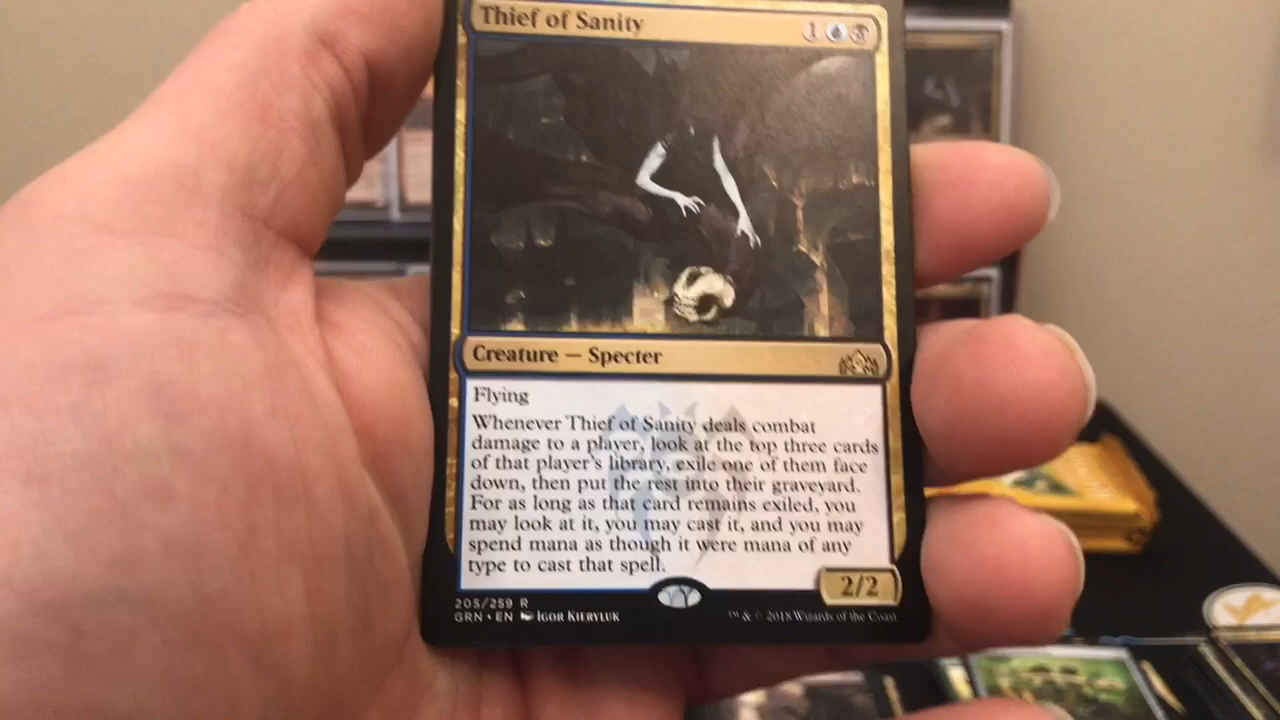 Thief of Sanity 1
Creature — Specter
Flying
Whenever Thief of Sanity deals combat
damage to a player, look at the top three cards
of that player's library, exile one of them face
down, then put the rest into their graveyard.
For as long as that card remains exiled, you
may look at it, you may cast it, and you may
spend mana as though it were mana of any
type to cast that spell.
2/2
205/259 R
GRN • EN IGOR KIERYLUK
™ & © 2018 Wizards of the Coast